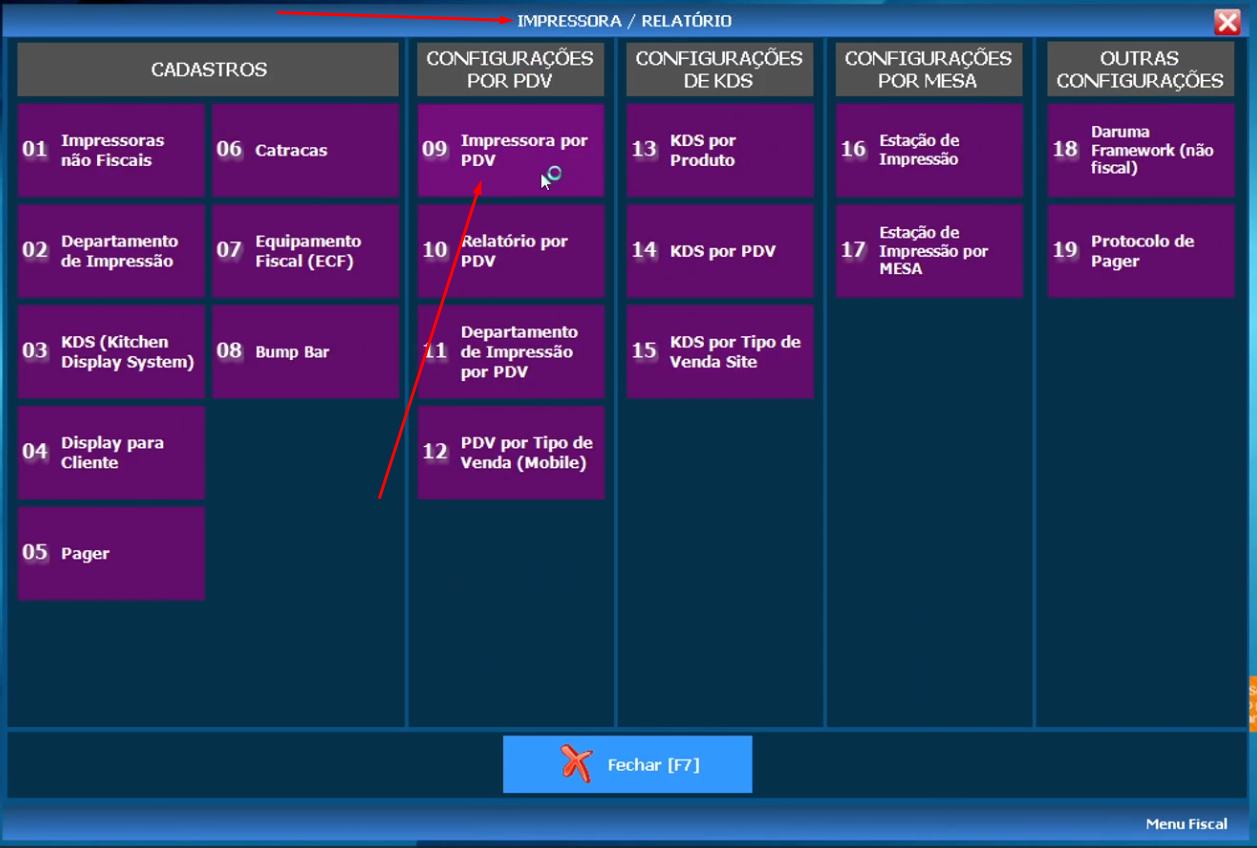 IMPRESSORA / RELATÓRIO
CADASTROS
01 Impressoras
não Fiscais
06 Catracas
02 Departamento
de Impressão
07 Equipamento
Fiscal (ECF)
03 KDS (Kitchen
Display System)
08 Bump Bar
04 Display para
Cliente
05 Pager
CONFIGURAÇÕES
POR PDV
09 Impressora por
PDV
10 Relatório por
PDV
11 Departamento
de Impressão
por PDV
12 PDV por Tipo de
Venda (Mobile)
CONFIGURAÇÕES
DE KDS
13 KDS por
Produto
14 KDS por PDV
15 KDS por Tipo de
Venda Site
CONFIGURAÇÕES
POR MESA
16 Estação de
Impressão
17 Estação de
Impressão por
MESA
OUTRAS
CONFIGURAÇÕES
18 Daruma
Framework (não
fiscal)
19 Protocolo de
Pager
Fechar [F7]
Menu Fiscal